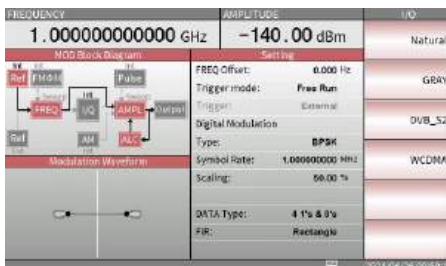 FREQUENCY
AMPLITUDE
I/Q
1.000000000000 GHz
-140.00 dBm
MOD Block Diagram
Setting
Natural
GRAY
DVB_S2
WCDMA
Ref
FMΦM
Pulse
FREQ
I/Q
AMPL
Output
Ref
AM
ALC
Modulation Waveform
FREQ Offset: 0.000 Hz
Trigger mode: Free Run
Trigger: External
Digital Modulation
Type: BPSK
Symbol Rate: 1.000000000 MHz
Scaling: 50.00 %
DATA Type: 4 1's & 0's
FIR: Rectangle